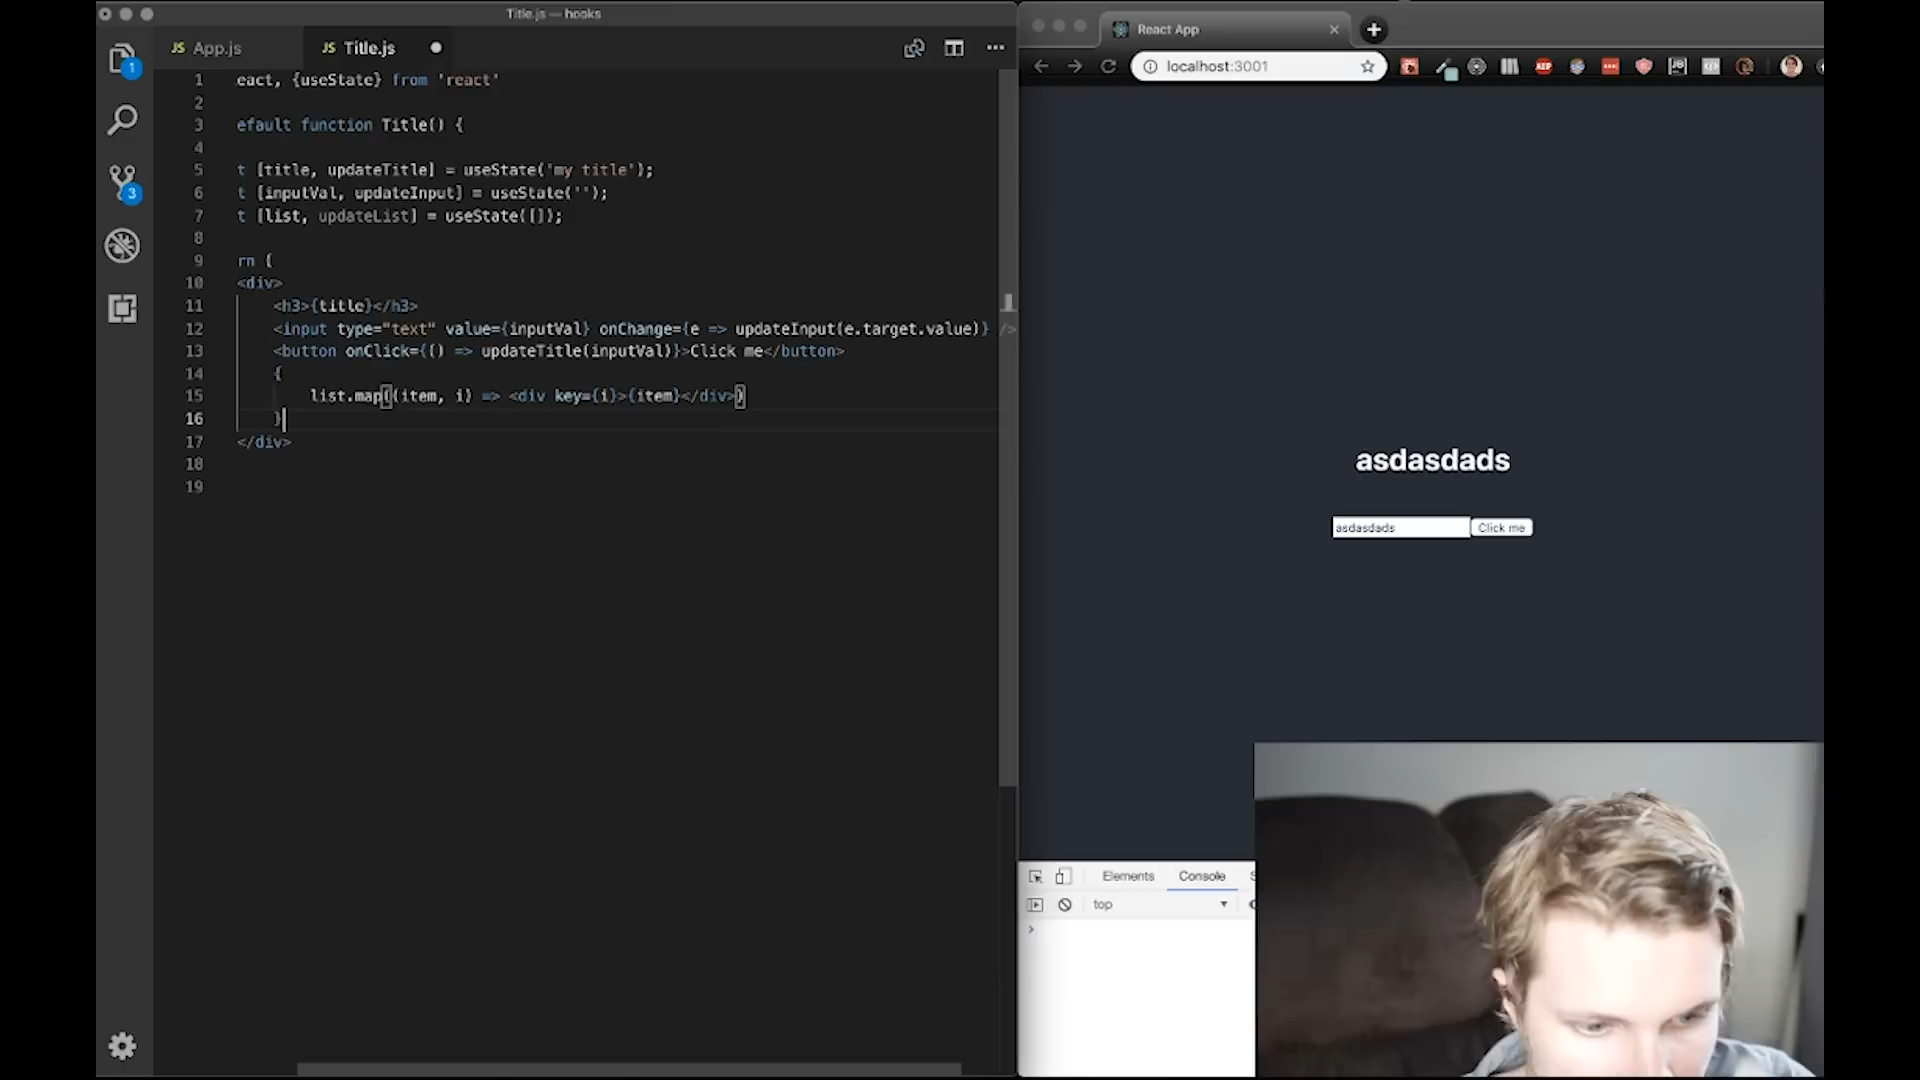 Title.js — hooks
JS App.js
JS Title.js
1 eact, {useState} from 'react'
2
3 efault function Title() {
4
5 t [title, updateTitle] = useState('my title');
6 t [inputVal, updateInput] = useState('');
7 t [list, updateList] = useState([]);
8
9 rn (
10 <div>
11 <h3>{title}</h3>
12 <input type="text" value={inputVal} onChange={e => updateInput(e.target.value)} />
13 <button onClick={() => updateTitle(inputVal)}>Click me</button>
14 {
15 list.map((item, i) => <div key={i}>{item}</div>)
16 }
17 </div>
18
19
1
3
React App
localhost:3001
asdasdads
asdasdads Click me
Elements Console
top